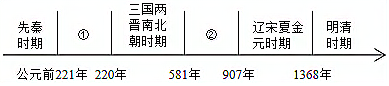 先秦时期
①
三国两晋南北朝时期
②
辽宋夏金元时期
明清时期
公元前221年 220年 581年 907年 1368年